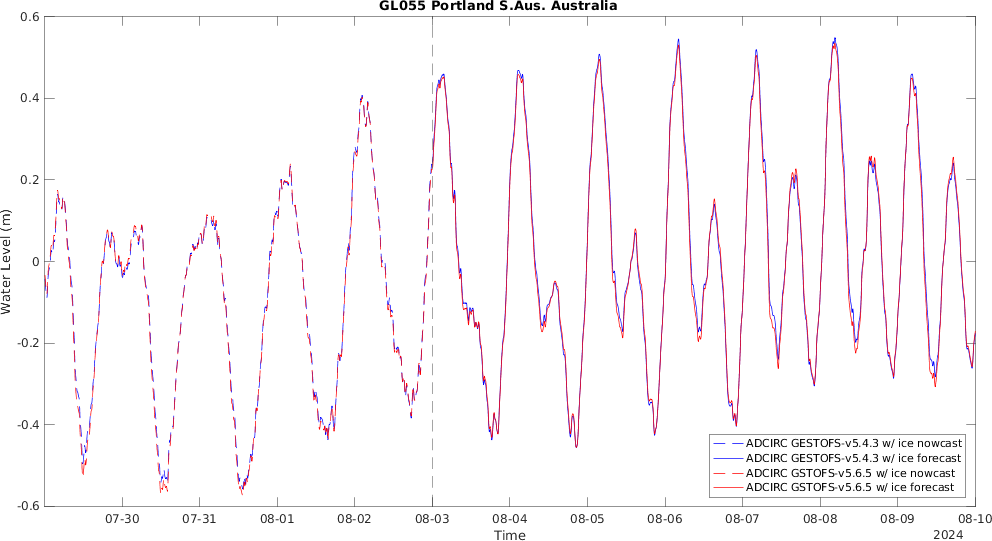 GL055 Portland S.Aus. Australia
0.6
0.4
0.2
0
-0.2
-0.4
-0.6
Water Level (m)
ADCIRC GESTOFS-v5.4.3 w/ ice nowcast
ADCIRC GESTOFS-v5.4.3 w/ ice forecast
ADCIRC GSTOFS-v5.6.5 w/ ice nowcast
ADCIRC GSTOFS-v5.6.5 w/ ice forecast
07-30 07-31 08-01 08-02 08-03 08-04 08-05 08-06 08-07 08-08 08-09 08-10
Time
2024